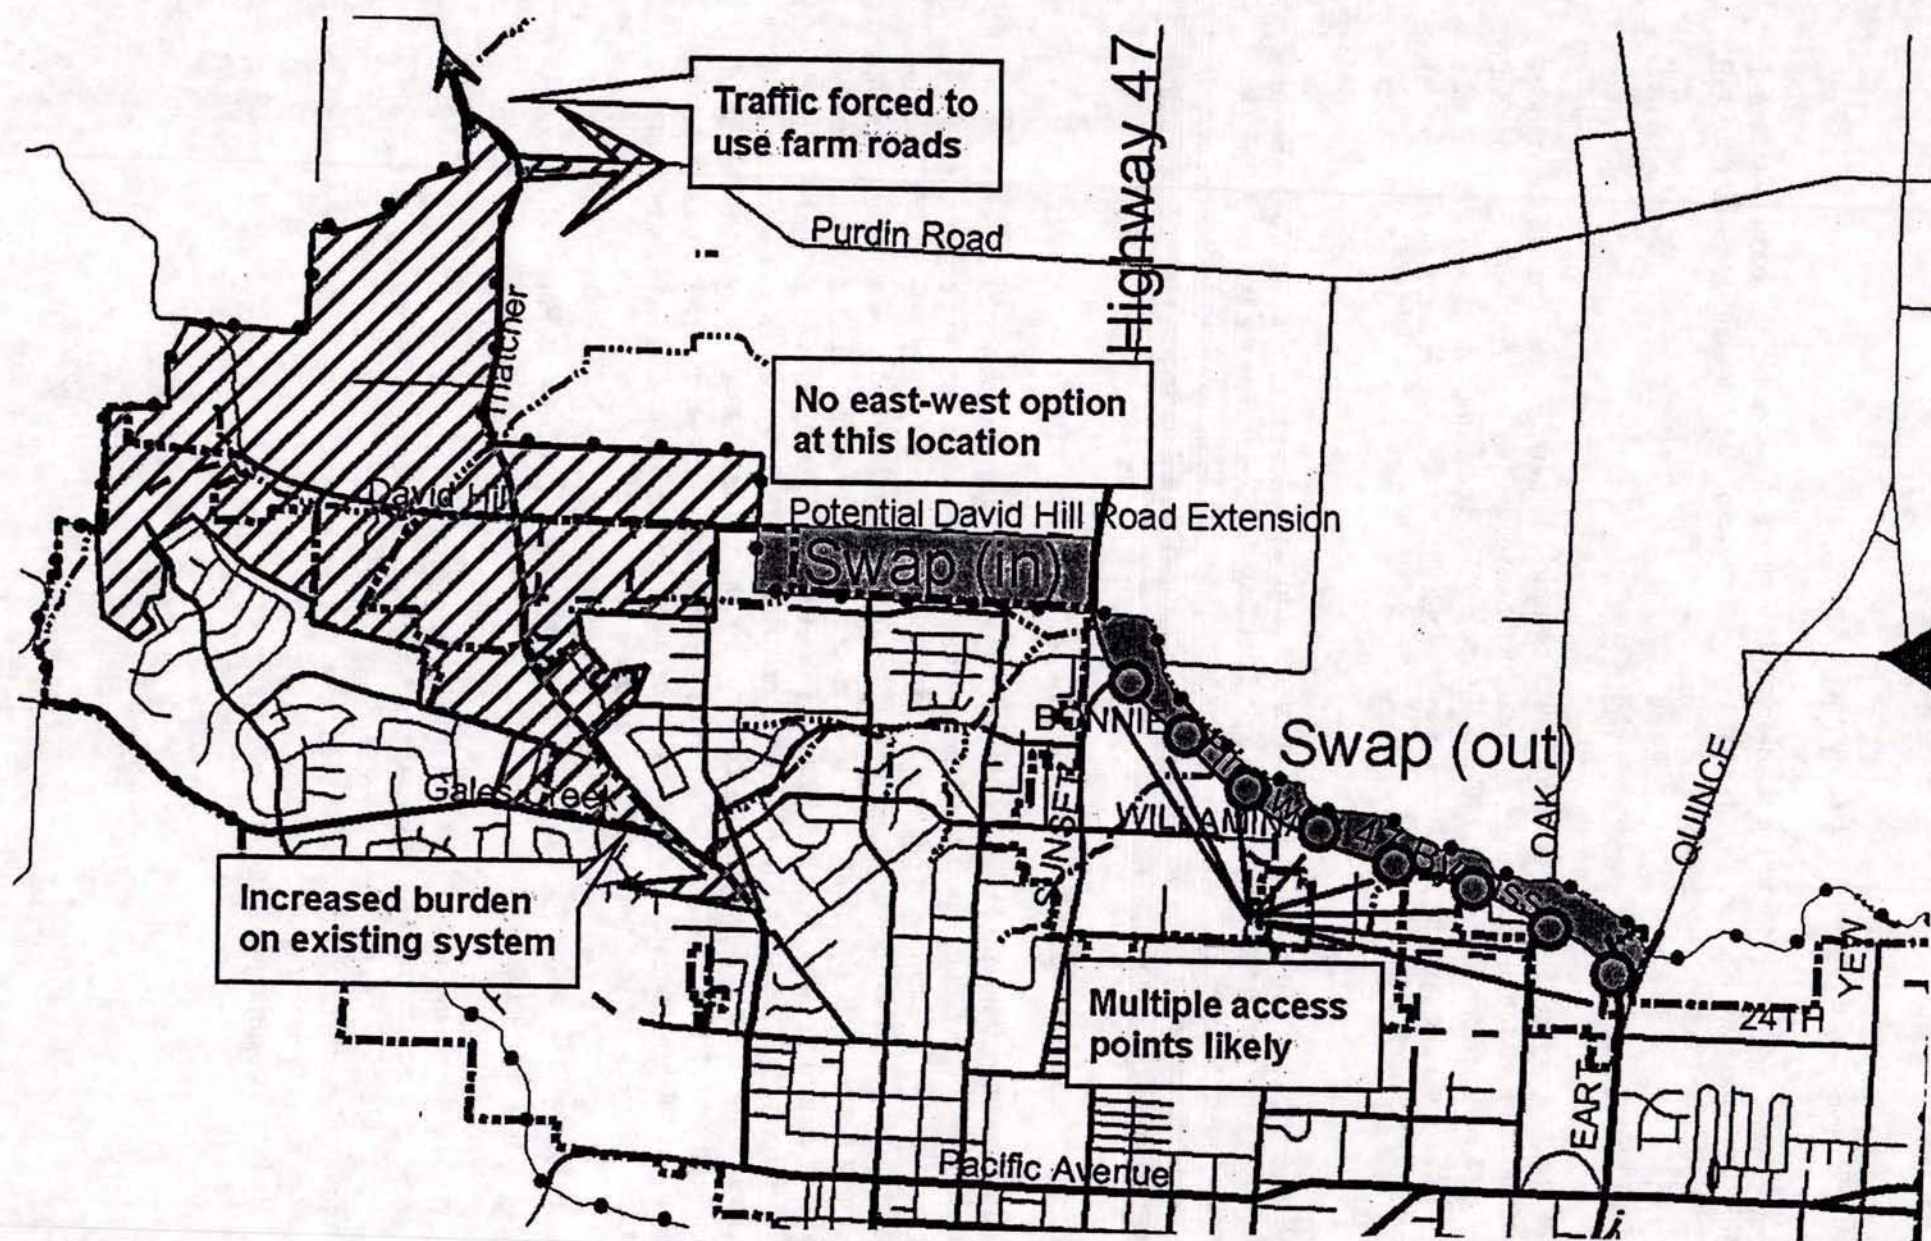 Traffic forced to
use farm roads
Highway 47
Purdin Road
Thatcher
No east-west option
at this location
David Hill
Potential David Hill Road Extension
Swap (in)
Swap (out)
BONNIE
SUNSET
OAK
QUINCE
Gales Creek
Increased burden
on existing system
Multiple access
points likely
YEW
24TH
Pacific Avenue